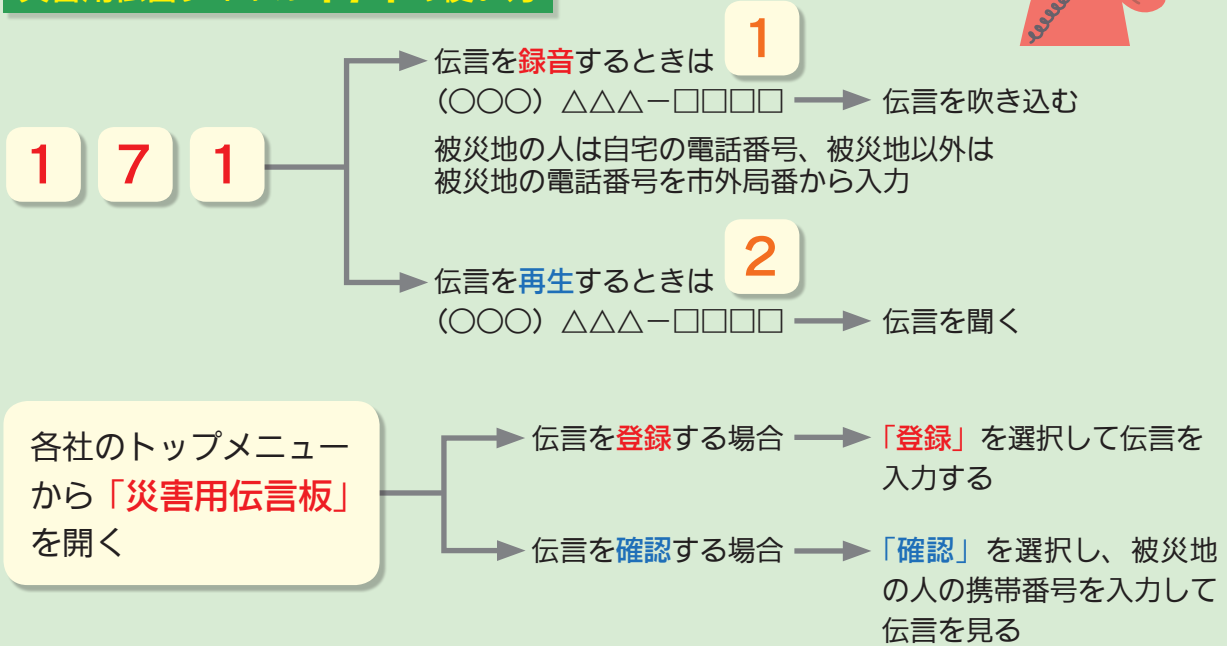 伝言を録音するときは 1
(○○○) △△△−□□□□ 伝言を吹き込む
1 7 1
被災地の人は自宅の電話番号、被災地以外は
被災地の電話番号を市外局番から入力
伝言を再生するときは 2
(○○○) △△△−□□□□ 伝言を聞く
各社のトップメニュー
から「災害用伝言板」
を開く
伝言を登録する場合
「登録」を選択して伝言を
入力する
伝言を確認する場合
「確認」を選択し、被災地
の人の携帯番号を入力して
伝言を見る